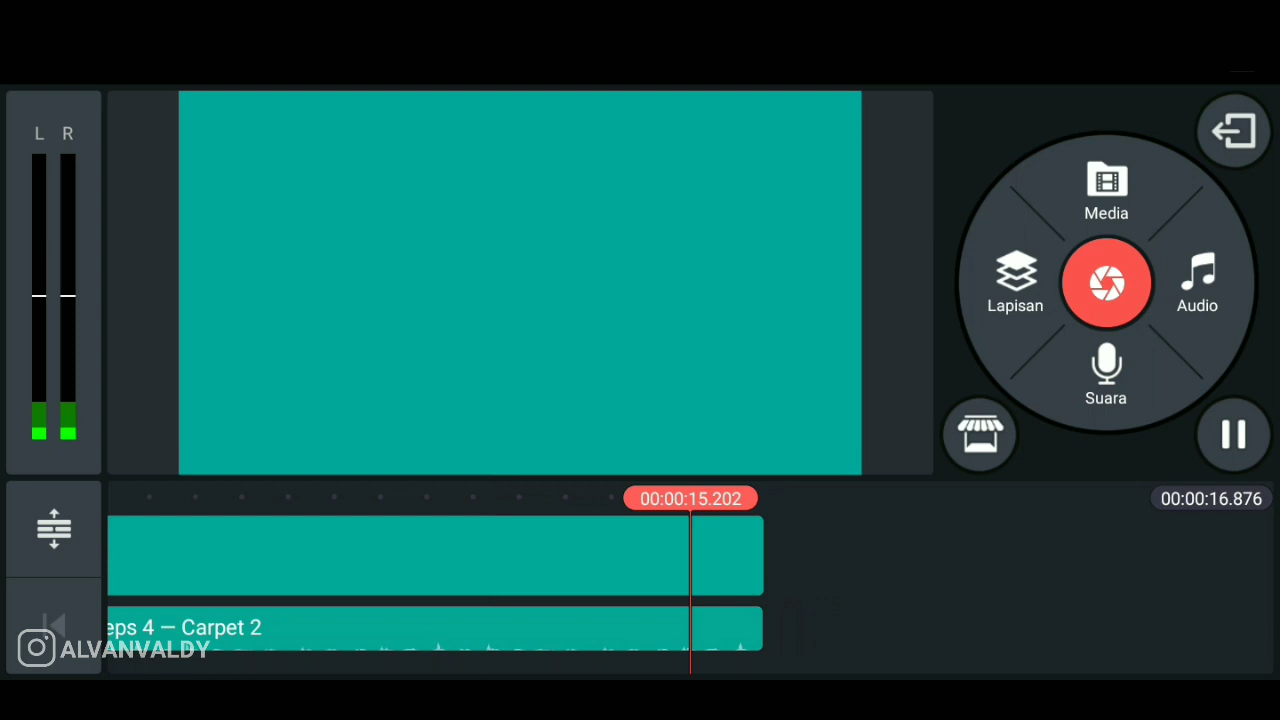 L R
Media
Lapisan
Audio
Suara
00:00:15.202
00:00:16.876
eps 4 — Carpet 2
ALVANVALDY